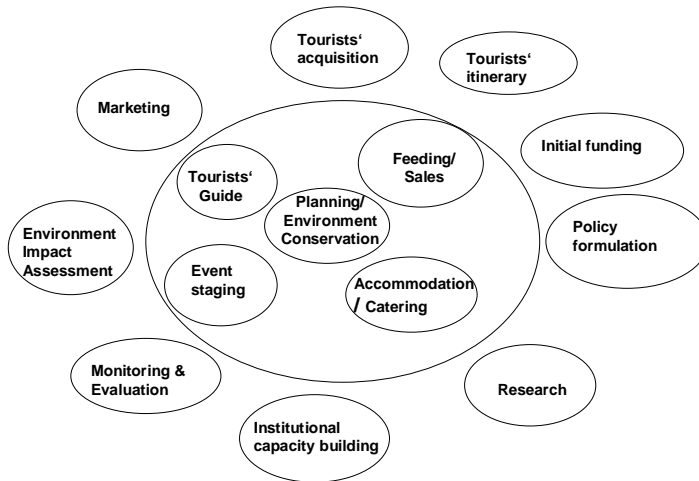 Tourists‘
acquisition
Tourists‘
itinerary
Marketing
Initial funding
Feeding/
Sales
Tourists‘
Guide
Planning/
Environment
Conservation
Policy
formulation
Environment
Impact
Assessment
Event
staging
Accommodation
/ Catering
Monitoring &
Evaluation
Research
Institutional
capacity building